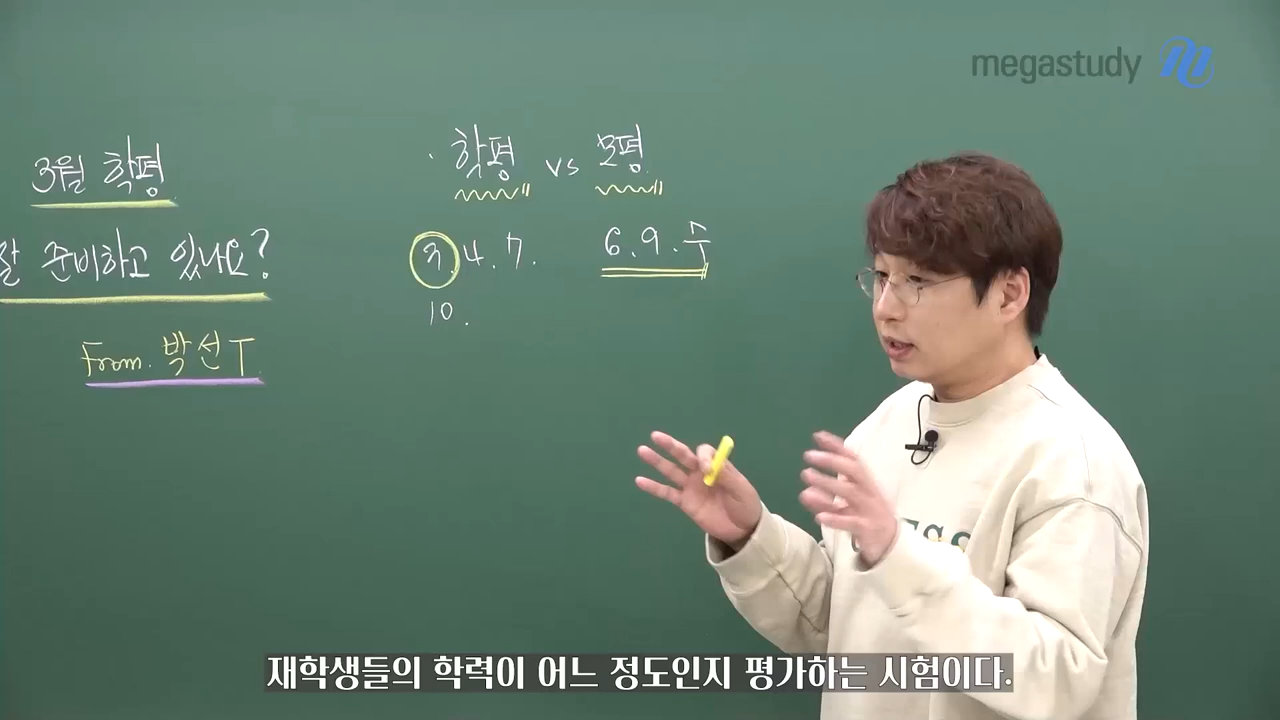 megastudy
3월 학평
잘 준비하고 있나요?
From. 박선T
· 학평 vs 모평
3. 4. 7.
10.
6. 9. 수
재학생들의 학력이 어느 정도인지 평가하는 시험이다.